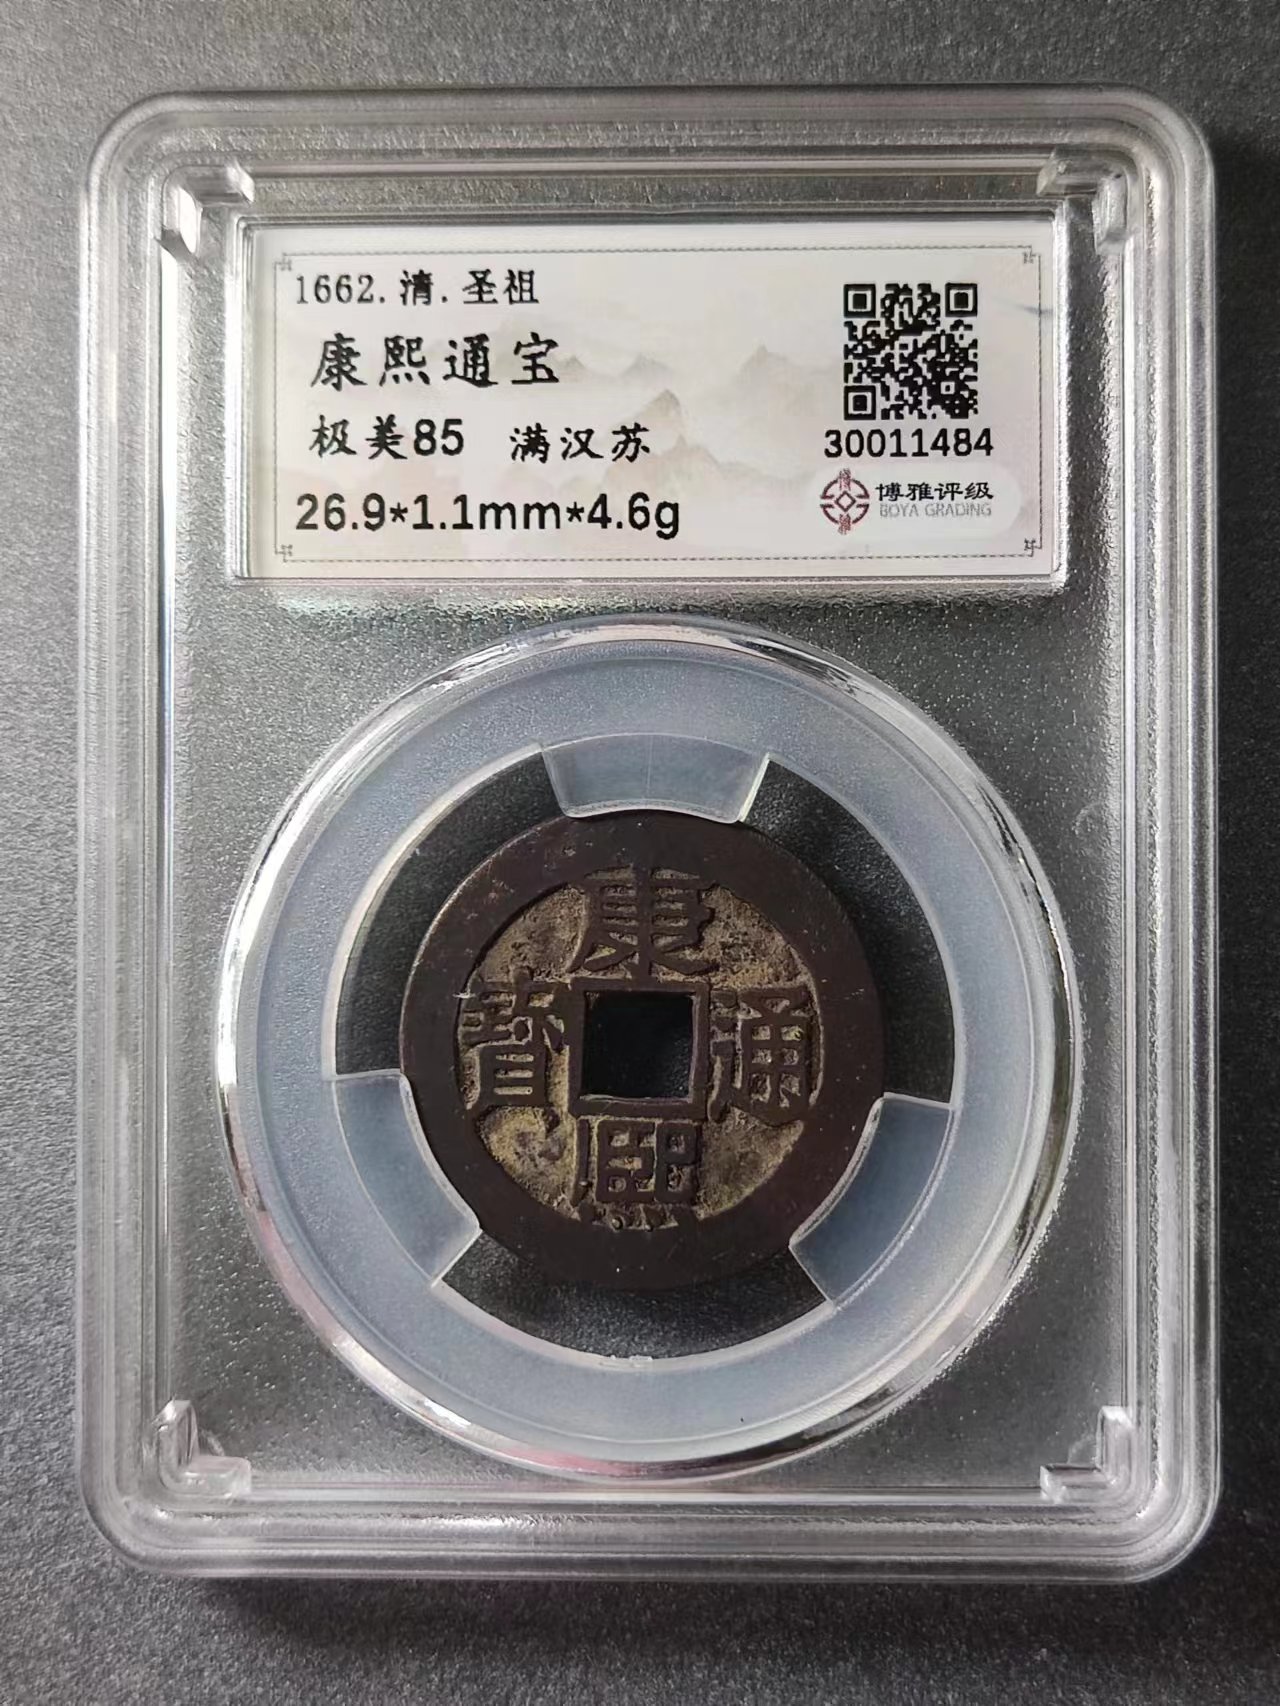 1662.清.圣祖
康熙通宝
极美85 满汉苏
26.9*1.1mm*4.6g
30011484
博雅评级
BOYA GRADING
康
寶 通
熙